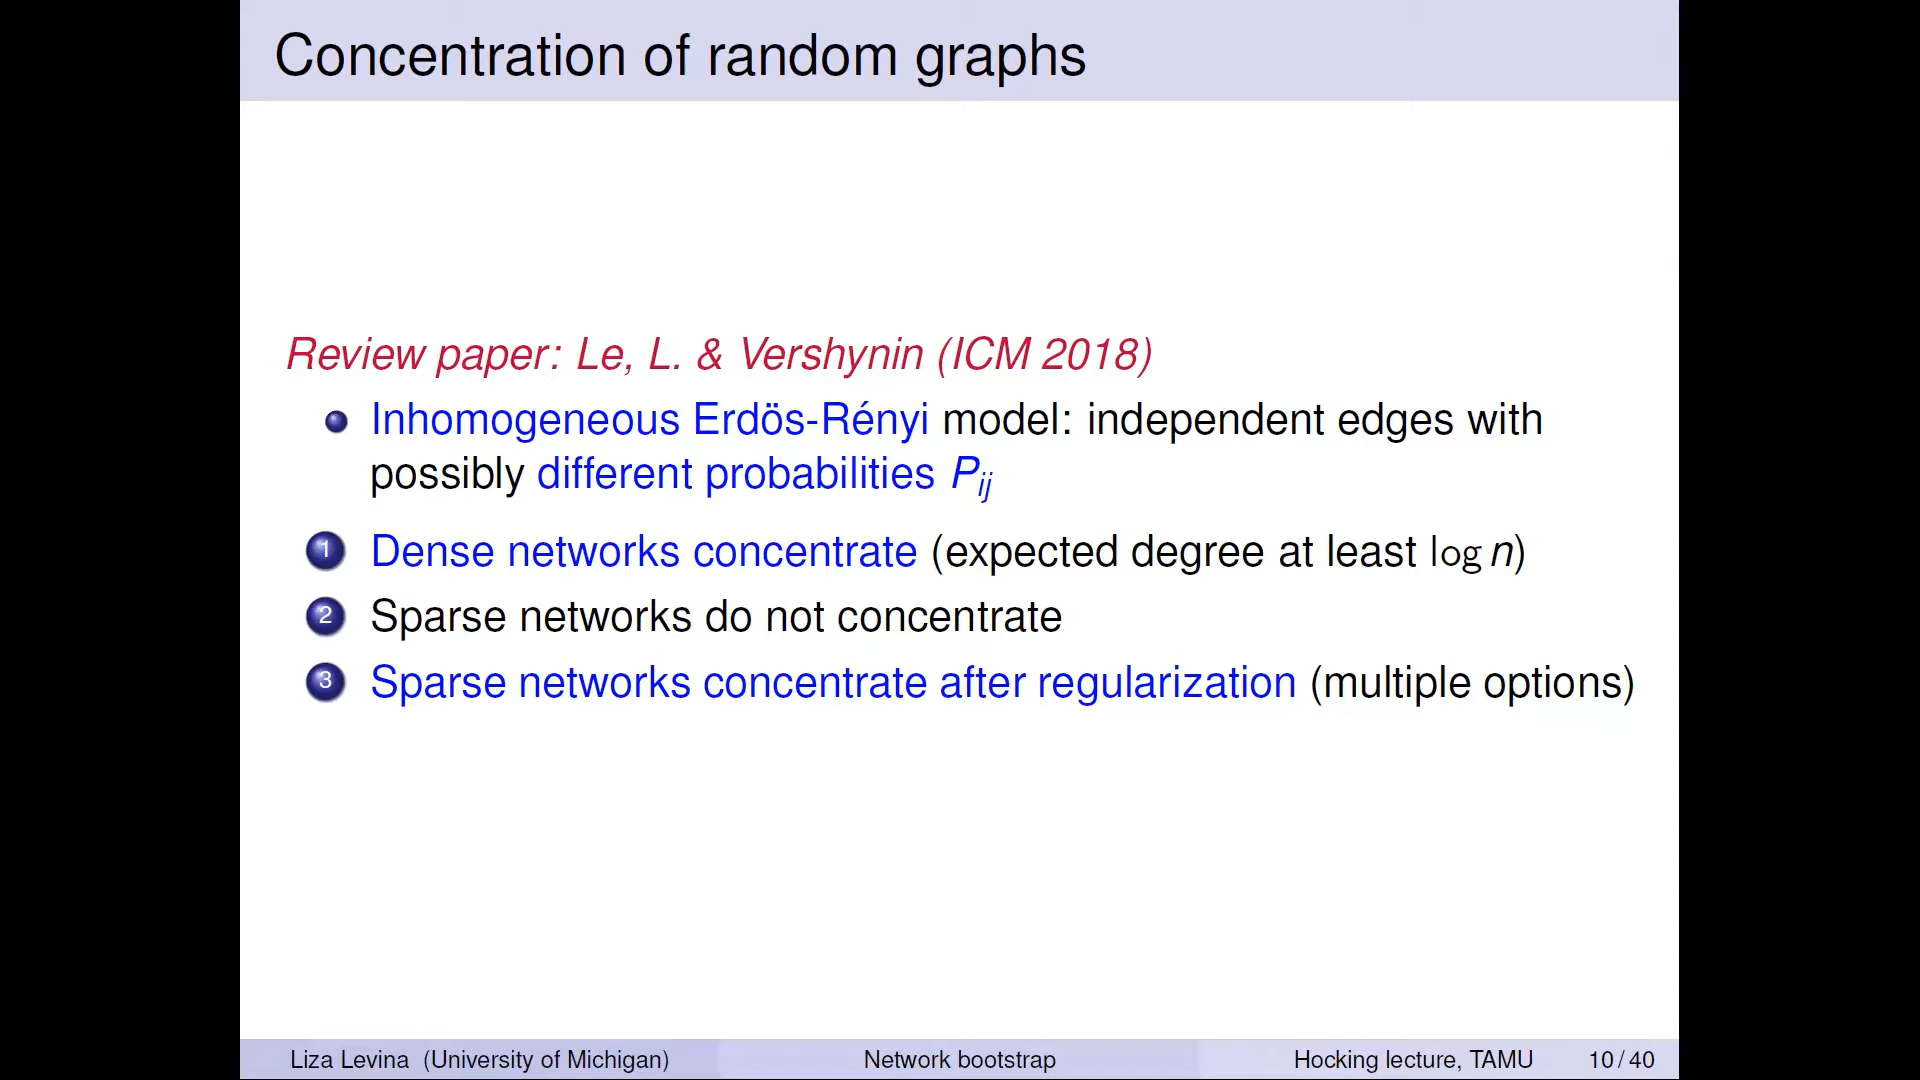 Concentration of random graphs
Review paper: Le, L. & Vershynin (ICM 2018)
Inhomogeneous Erdös-Rényi model: independent edges with
possibly different probabilities P_ij
1 Dense networks concentrate (expected degree at least log n)
2 Sparse networks do not concentrate
3 Sparse networks concentrate after regularization (multiple options)
Liza Levina (University of Michigan) Network bootstrap Hocking lecture, TAMU 10 / 40